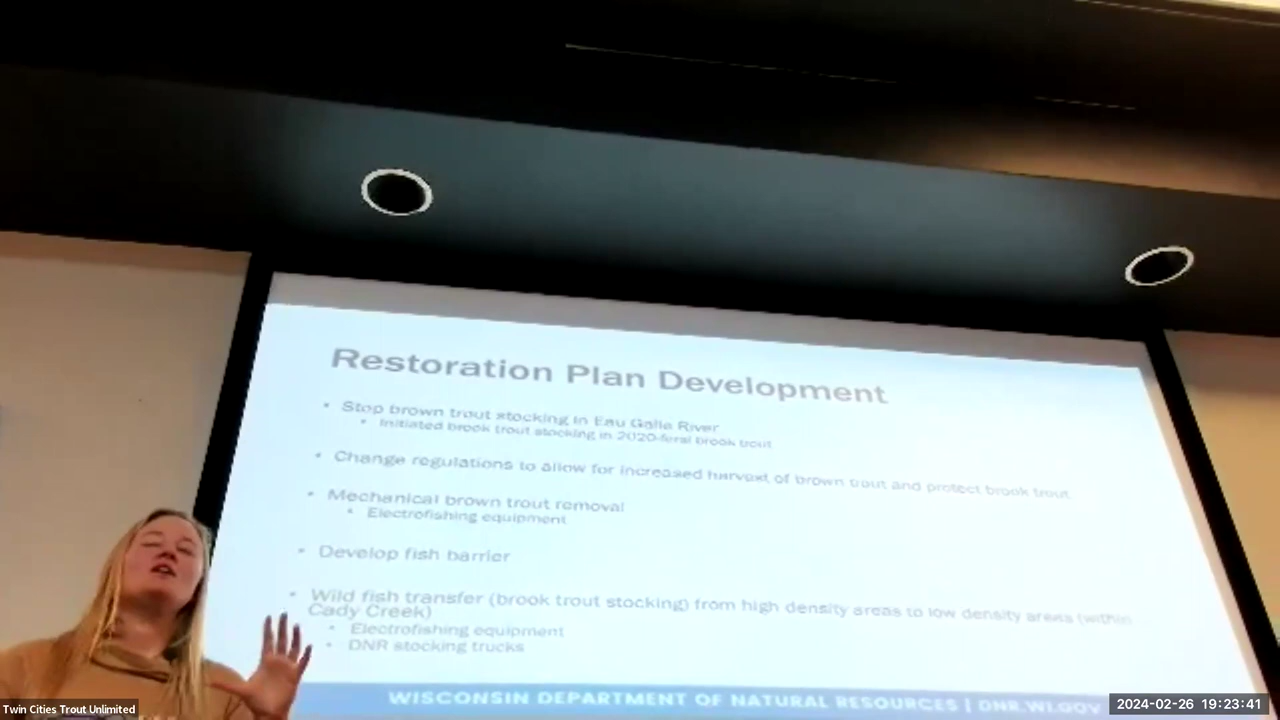 Restoration Plan Development
• Stop brown trout stocking in Eau Galle River
• Initiated brook trout stocking in 2020-feral brook trout
• Change regulations to allow for increased harvest of brown trout and protect brook trout
• Mechanical brown trout removal
• Electrofishing equipment
• Develop fish barrier
• Wild fish transfer (brook trout stocking) from high density areas to low density areas (within
Cady Creek)
• Electrofishing equipment
• DNR stocking trucks
WISCONSIN DEPARTMENT OF NATURAL RESOURCES | DNR.WI.GOV
Twin Cities Trout Unlimited
2024-02-26 19:23:41